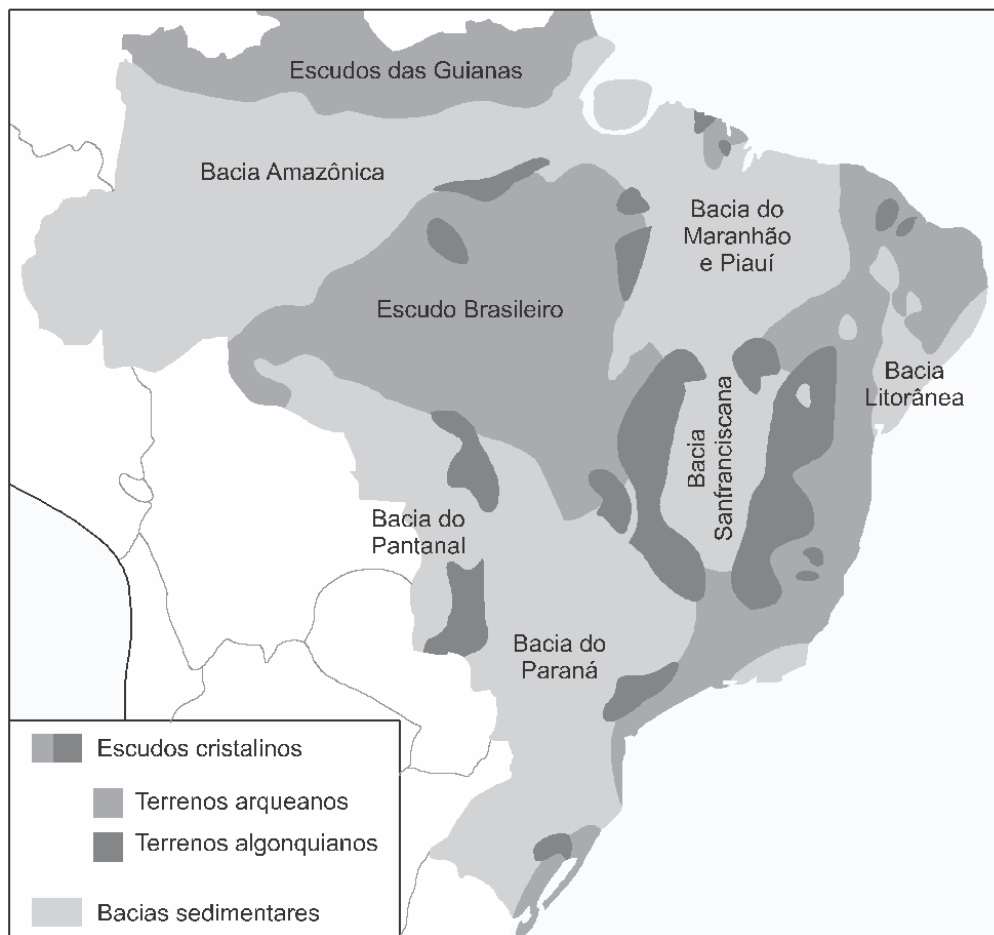 Escudos das Guianas
Bacia Amazônica
Bacia do
Maranhão
e Piauí
Escudo Brasileiro
Bacia
Litorânea
Bacia
Sanfranciscana
Bacia do
Pantanal
Bacia do
Paraná
Escudos cristalinos
Terrenos arqueanos
Terrenos algonquianos
Bacias sedimentares